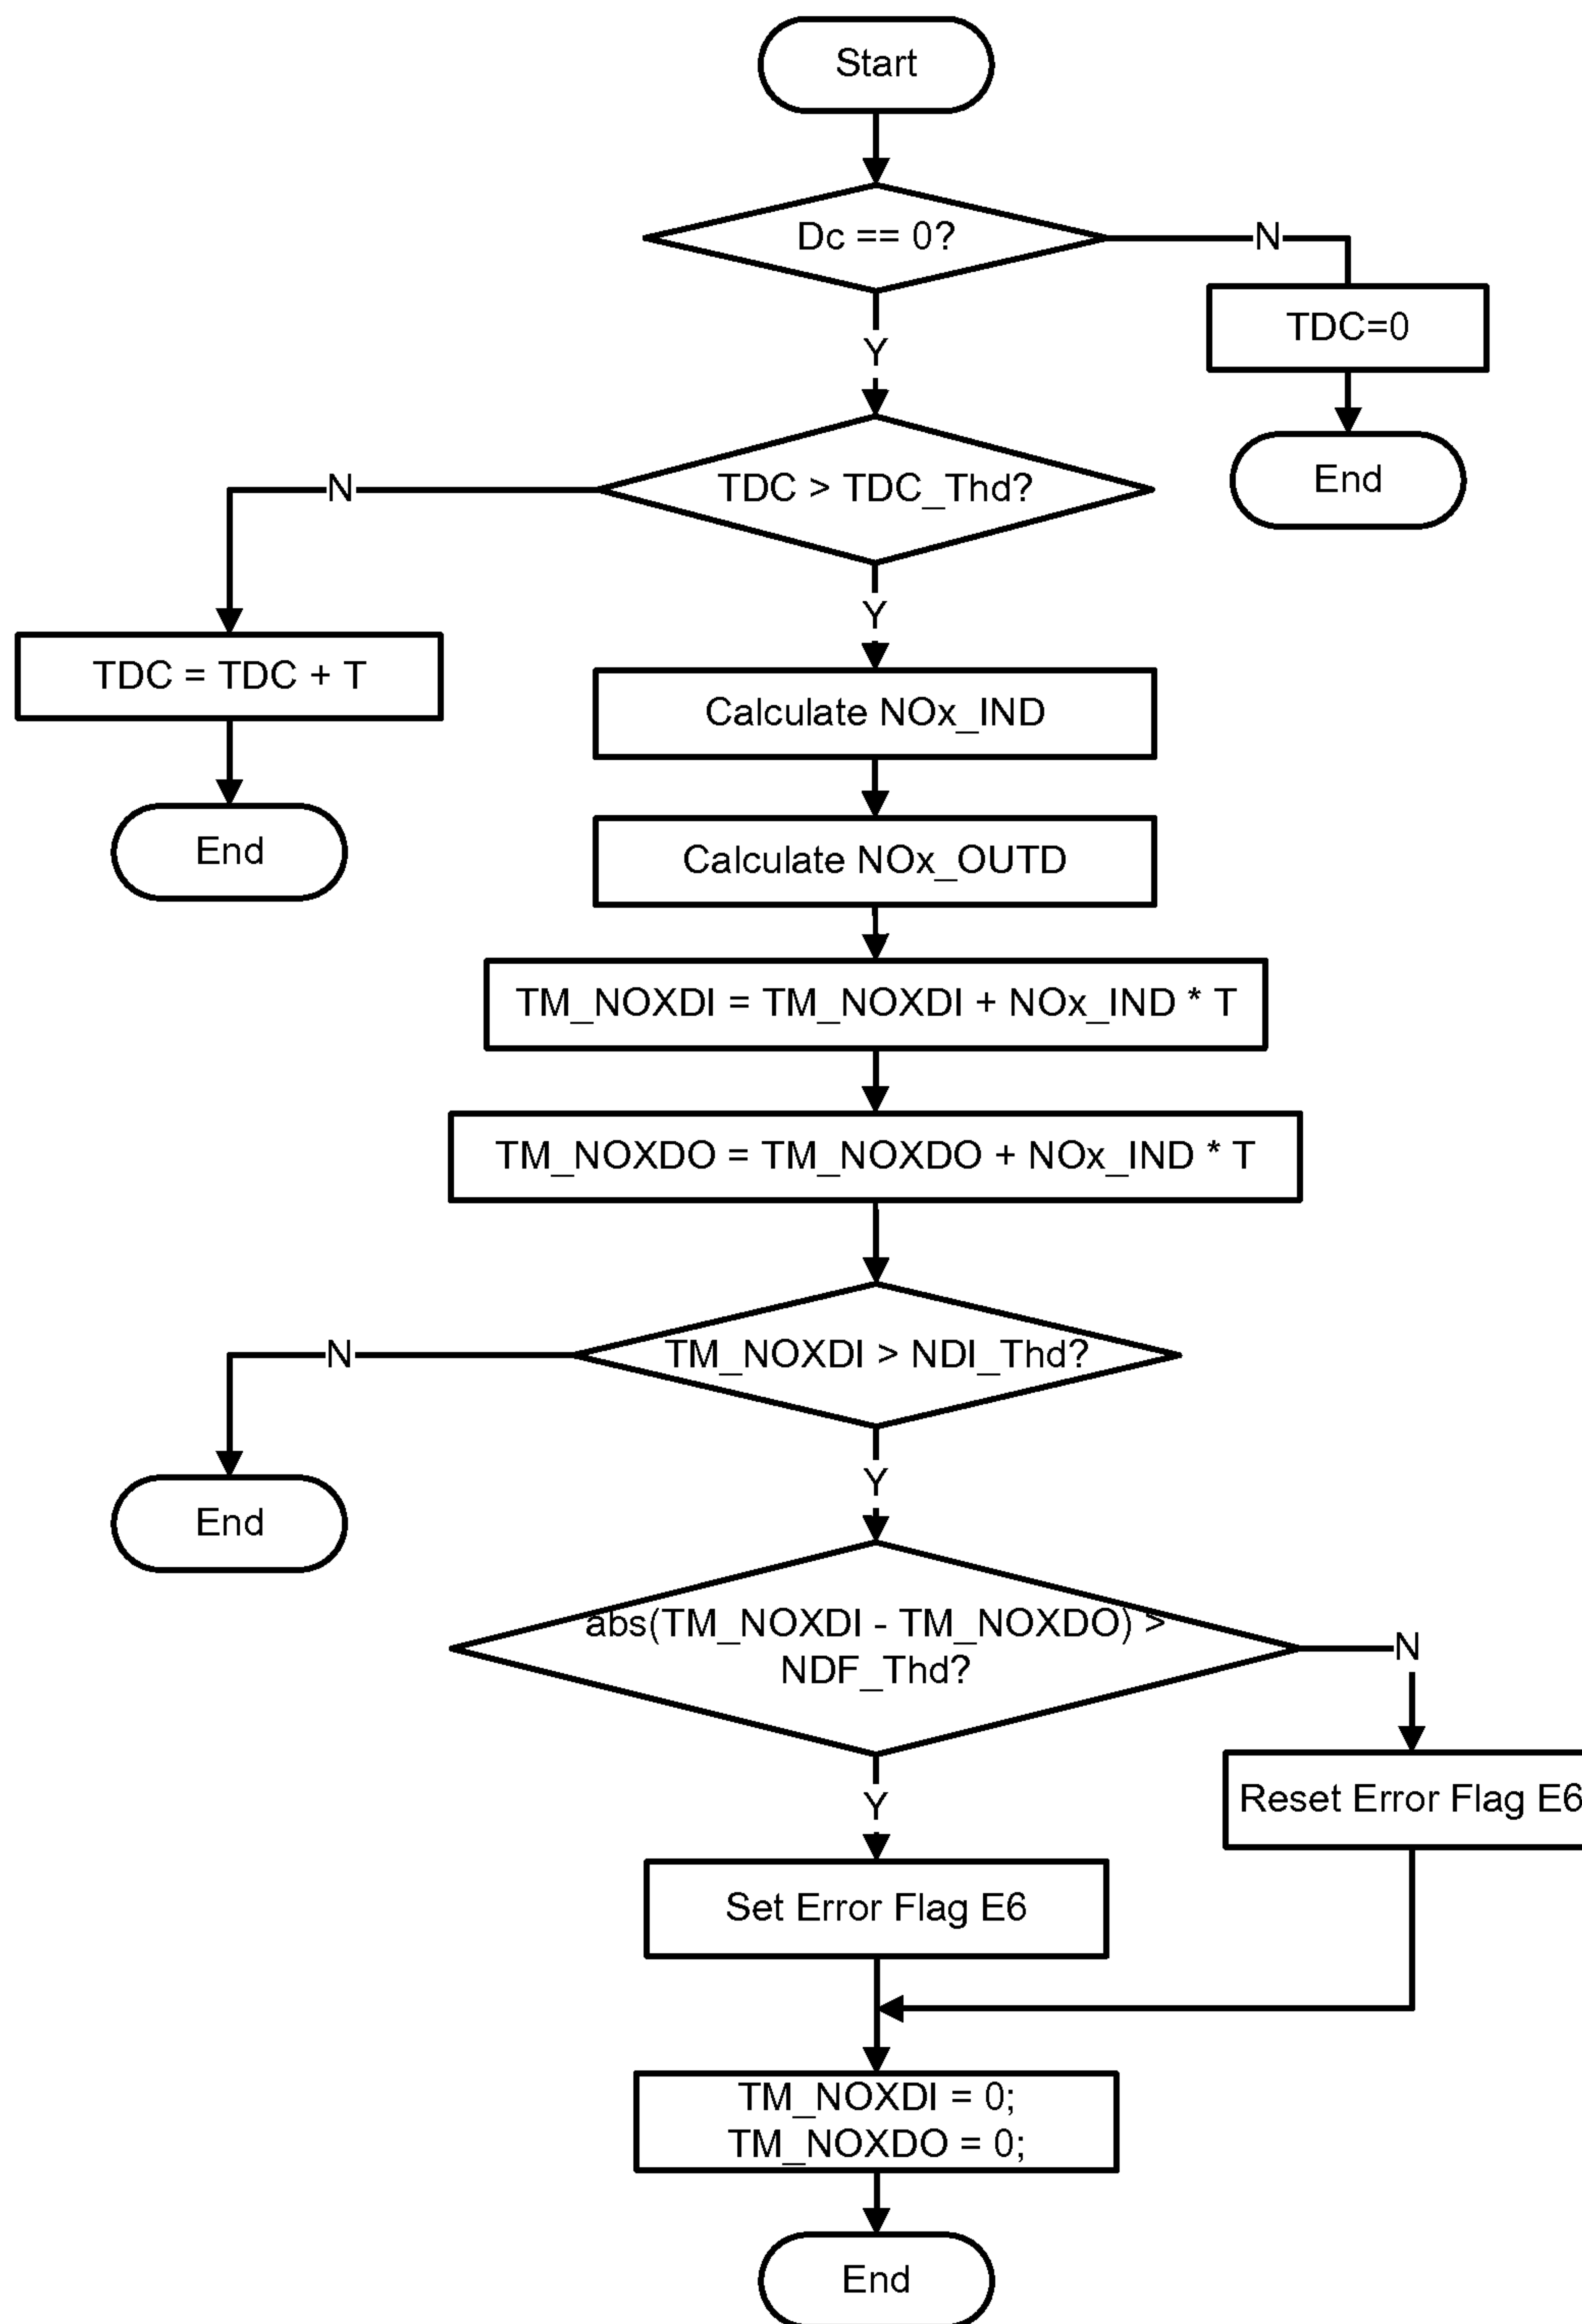 Start
Dc == 0?
N
TDC=0
Y
End
TDC > TDC_Thd?
N
Y
TDC = TDC + T
Calculate NOx_IND
End
Calculate NOx_OUTD
TM_NOXDI = TM_NOXDI + NOx_IND * T
TM_NOXDO = TM_NOXDO + NOx_IND * T
TM_NOXDI > NDI_Thd?
N
Y
End
abs(TM_NOXDI - TM_NOXDO) >
NDF_Thd?
N
Y
Reset Error Flag E6
Set Error Flag E6
TM_NOXDI = 0;
TM_NOXDO = 0;
End